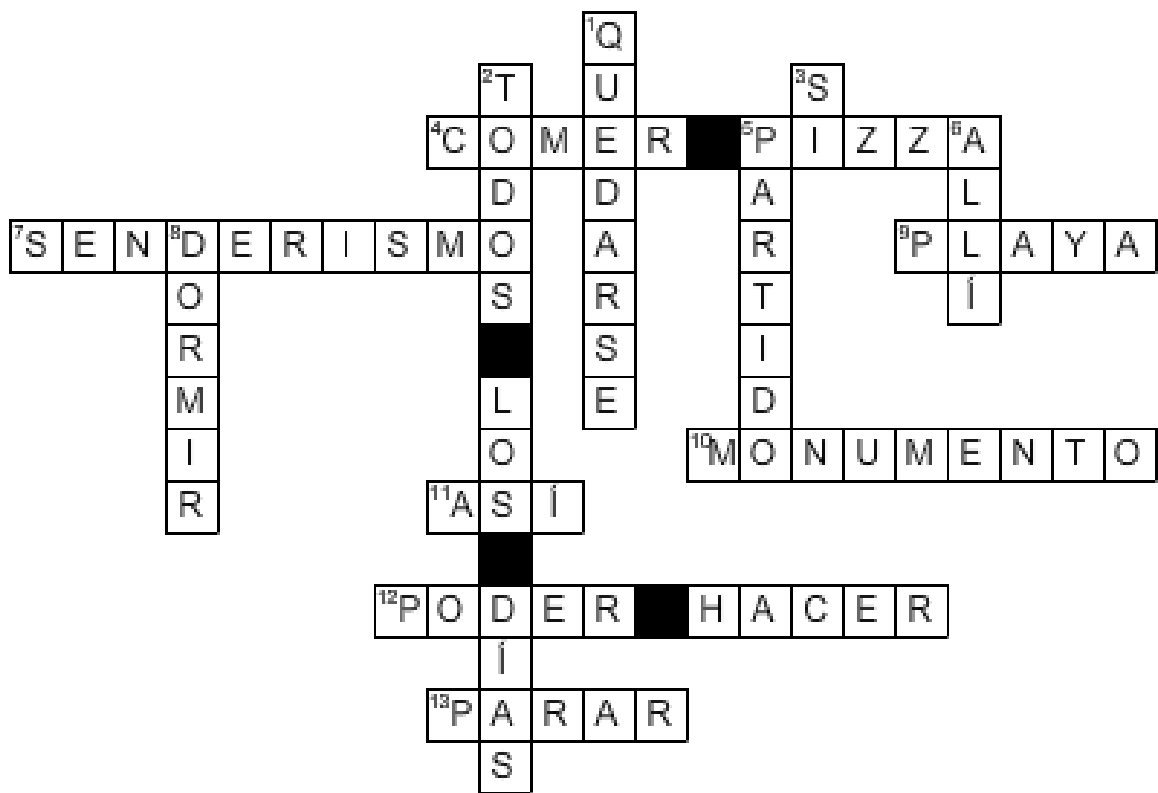 1Q
2T U 3S
4C O M E R 5P I Z Z 6A
D D A L
7S E N 8D E R I S M O A R 9P L A Y A
O S R T Í
R S I
M L E D
I O 10M O N U M E N T O
R 11A S Í
12P O D E R H A C E R
Í
13P A R A R
S